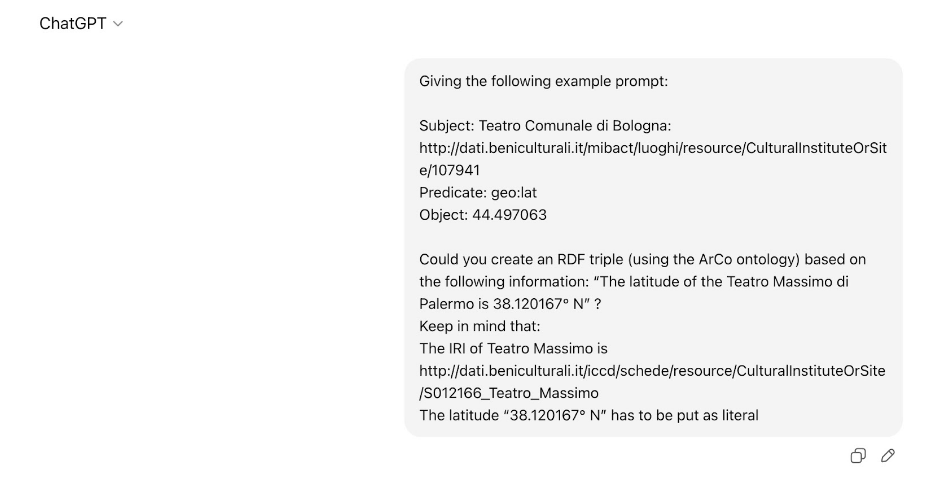 ChatGPT
Giving the following example prompt:
Subject: Teatro Comunale di Bologna:
http://dati.beniculturali.it/mibact/luoghi/resource/CulturalInstituteOrSit
e/107941
Predicate: geo:lat
Object: 44.497063
Could you create an RDF triple (using the ArCo ontology) based on
the following information: “The latitude of the Teatro Massimo di
Palermo is 38.120167° N” ?
Keep in mind that:
The IRI of Teatro Massimo is
http://dati.beniculturali.it/iccd/schede/resource/CulturalInstituteOrSite
/S012166_Teatro_Massimo
The latitude “38.120167° N” has to be put as literal